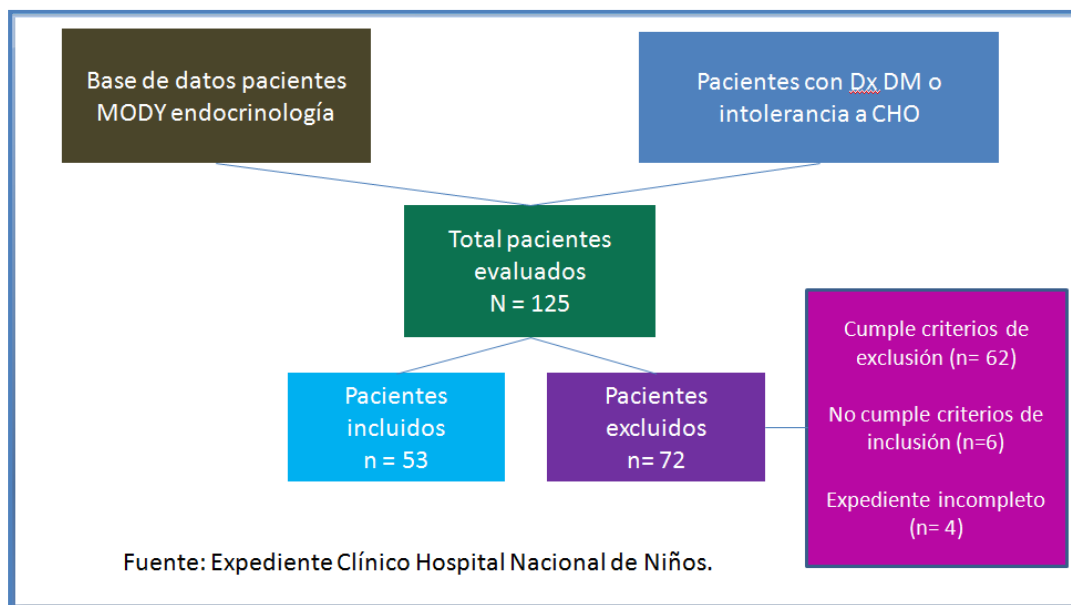 Base de datos pacientes
MODY endocrinología
Pacientes con Dx DM o
intolerancia a CHO
Total pacientes
evaluados
N = 125
Pacientes
incluidos
n = 53
Pacientes
excluidos
n= 72
Cumple criterios de
exclusión (n= 62)
No cumple criterios de
inclusión (n=6)
Expediente incompleto
(n= 4)
Fuente: Expediente Clínico Hospital Nacional de Niños.